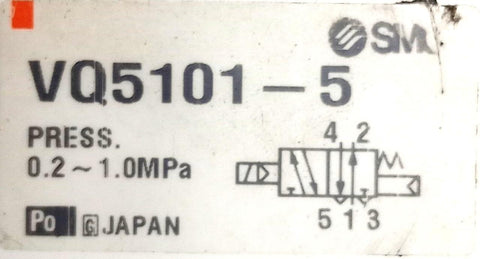 SMC
VQ5101-5
PRESS.
0.2~1.0MPa
4 2
5 1 3
Po G JAPAN